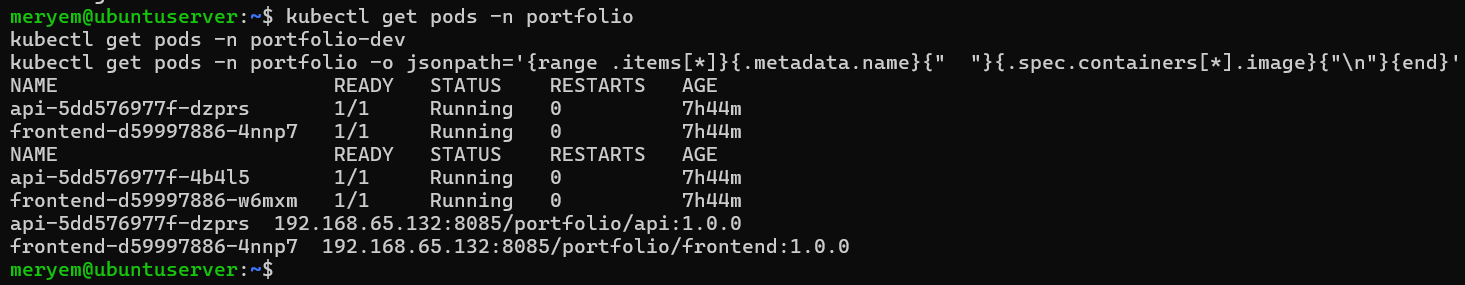 meryem@ubuntuserver:~$ kubectl get pods -n portfolio
kubectl get pods -n portfolio-dev
kubectl get pods -n portfolio -o jsonpath='{range .items[*]}{.metadata.name}{"  "}{.spec.containers[*].image}{"\n"}{end}'
NAME                       READY   STATUS    RESTARTS   AGE
api-5dd576977f-dzprs       1/1     Running   0          7h44m
frontend-d59997886-4nnp7   1/1     Running   0          7h44m
NAME                       READY   STATUS    RESTARTS   AGE
api-5dd576977f-4b4l5       1/1     Running   0          7h44m
frontend-d59997886-w6mxm   1/1     Running   0          7h44m
api-5dd576977f-dzprs  192.168.65.132:8085/portfolio/api:1.0.0
frontend-d59997886-4nnp7  192.168.65.132:8085/portfolio/frontend:1.0.0
meryem@ubuntuserver:~$